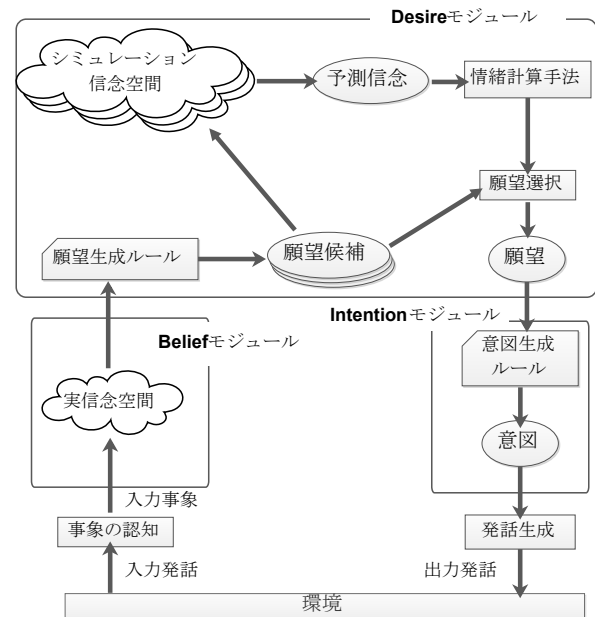 Desireモジュール
シミュレーション
信念空間
予測信念
情緒計算手法
願望選択
願望生成ルール
願望候補
願望
Intentionモジュール
Beliefモジュール
意図生成
ルール
実信念空間
意図
入力事象
事象の認知
発話生成
入力発話
出力発話
環境